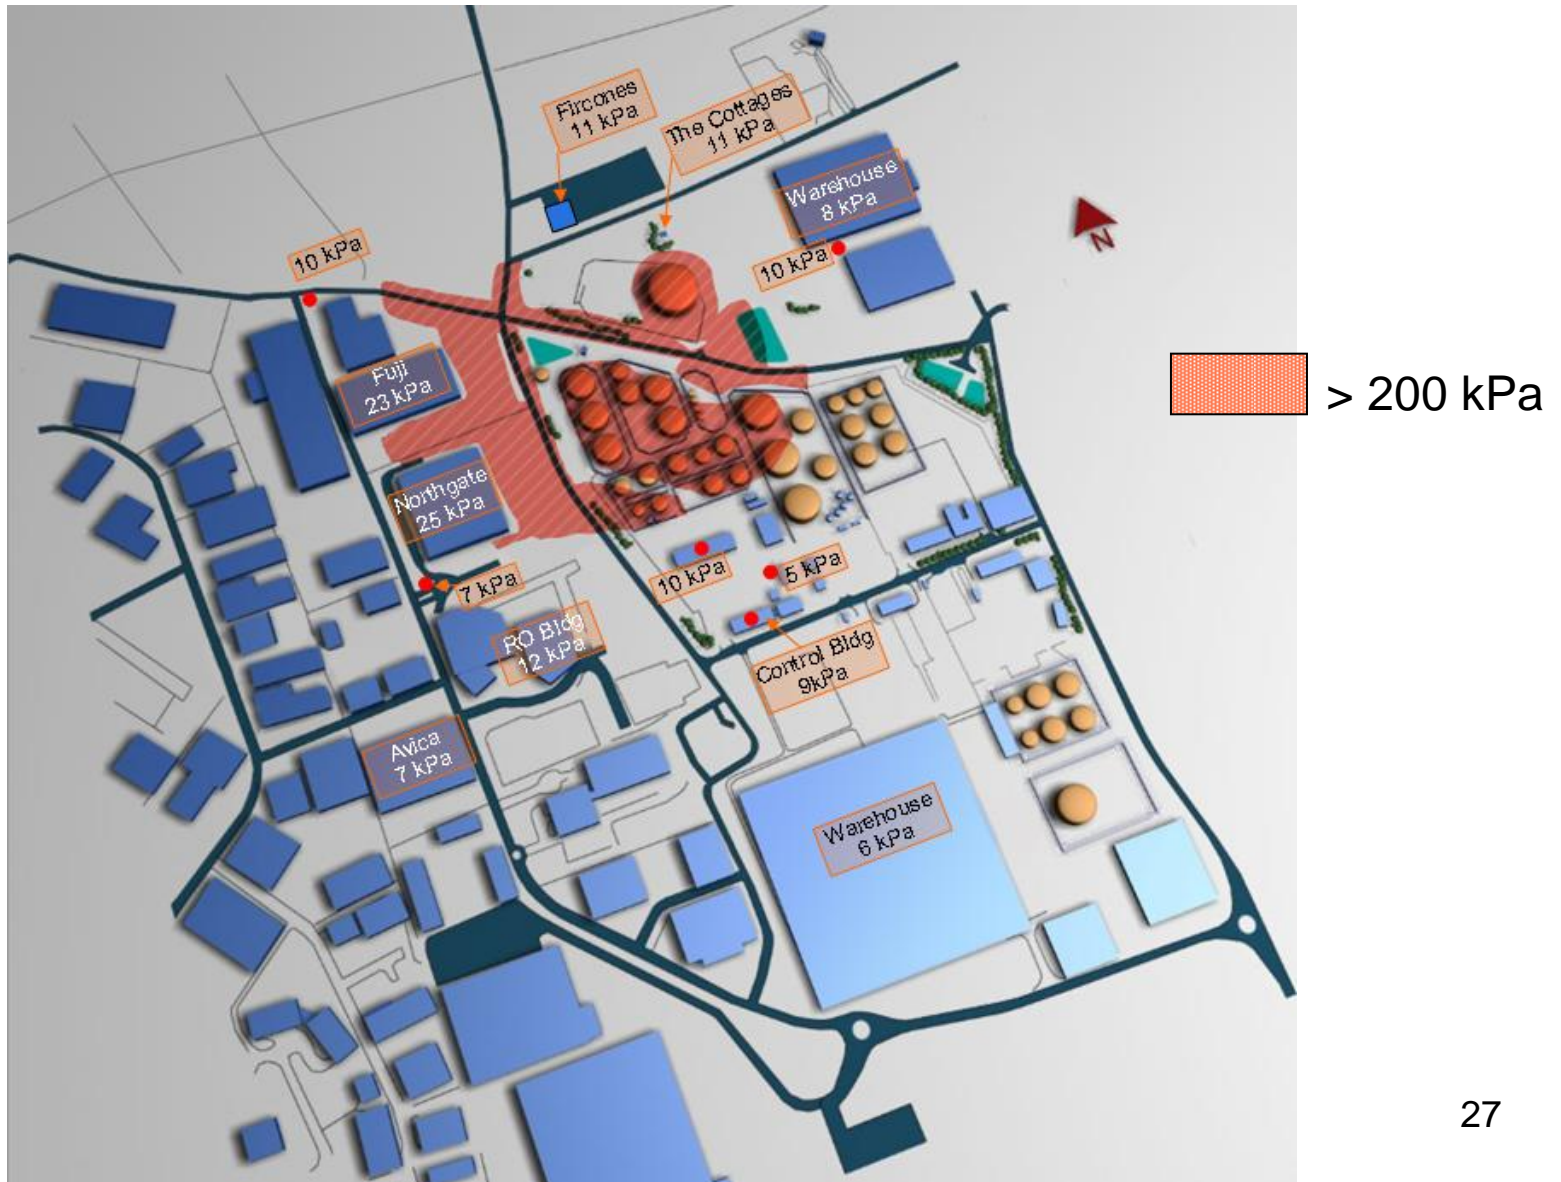 Fircones
11 kPa
The Cottages
11 kPa
Warehouse
8 kPa
10 kPa
10 kPa
N
Fuji
23 kPa
> 200 kPa
Northgate
25 kPa
10 kPa
5 kPa
7 kPa
RO Bldg
12 kPa
Control Bldg
9kPa
Avica
7 kPa
Warehouse
6 kPa
27